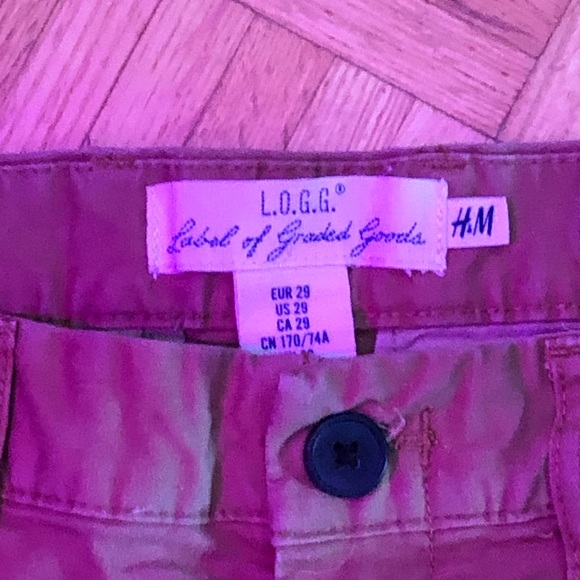 L.O.G.G.®
Label of Graded Goods
H&M
EUR 29
US 29
CA 29
CN 170/74A